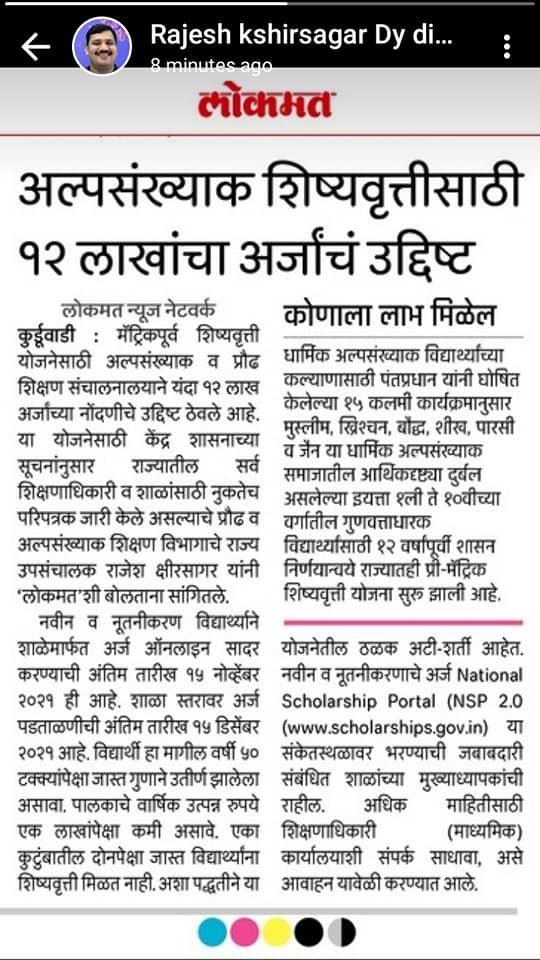 Rajesh kshirsagar Dy di...
8 minutes ago
लोकमत
अल्पसंख्याक शिष्यवृत्तीसाठी
१२ लाखांचा अर्जांचं उद्दिष्ट
लोकमत न्यूज नेटवर्क
कुर्डूवाडी : मॅट्रिकपूर्व शिष्यवृत्ती
योजनेसाठी अल्पसंख्याक व प्रौढ
शिक्षण संचालनालयाने यंदा १२ लाख
अर्जाच्या नोंदणीचे उद्दिष्ट ठेवले आहे.
या योजनेसाठी केंद्र शासनाच्या
सूचनांनुसार राज्यातील सर्व
शिक्षणाधिकारी व शाळांसाठी नुकतेच
परिपत्रक जारी केले असल्याचे प्रौढ व
अल्पसंख्याक शिक्षण विभागाचे राज्य
उपसंचालक राजेश क्षीरसागर यांनी
'लोकमत'शी बोलताना सांगितले.
नवीन व नूतनीकरण विद्यार्थ्याने
शाळेमार्फत अर्ज ऑनलाइन सादर
करण्याची अंतिम तारीख १५ नोव्हेंबर
२०२१ ही आहे. शाळा स्तरावर अर्ज
पडताळणीची अंतिम तारीख १५ डिसेंबर
२०२१ आहे. विद्यार्थी हा मागील वर्षी ५०
टक्क्यांपेक्षा जास्त गुणाने उतीर्ण झालेला
असावा. पालकाचे वार्षिक उत्पन्न रुपये
एक लाखांपेक्षा कमी असावे. एका
कुटुंबातील दोनपेक्षा जास्त विद्यार्थ्यांना
शिष्यवृत्ती मिळत नाही. अशा पद्धतीने या
कोणाला लाभ मिळेल
धार्मिक अल्पसंख्याक विद्यार्थ्यांच्या
कल्याणासाठी पंतप्रधान यांनी घोषित
केलेल्या १५ कलमी कार्यक्रमानुसार
मुस्लीम, ख्रिश्चन, बौद्ध, शीख, पारसी
व जैन या धार्मिक अल्पसंख्याक
समाजातील आर्थिकदृष्ट्या दुर्बल
असलेल्या इयत्ता १ली ते १०वीच्या
वर्गातील गुणवत्ताधारक
विद्यार्थ्यांसाठी १२ वर्षांपूर्वी शासन
निर्णयान्वये राज्यातही प्री-मॅट्रिक
शिष्यवृत्ती योजना सुरू झाली आहे.
योजनेतील ठळक अटी-शर्ती आहेत.
नवीन व नूतनीकरणाचे अर्ज National
Scholarship Portal (NSP 2.0
(www.scholarships.gov.in) या
संकेतस्थळावर भरण्याची जबाबदारी
संबंधित शाळांच्या मुख्याध्यापकांची
राहील. अधिक माहितीसाठी
शिक्षणाधिकारी (माध्यमिक)
कार्यालयाशी संपर्क साधावा, असे
आवाहन यावेळी करण्यात आले.